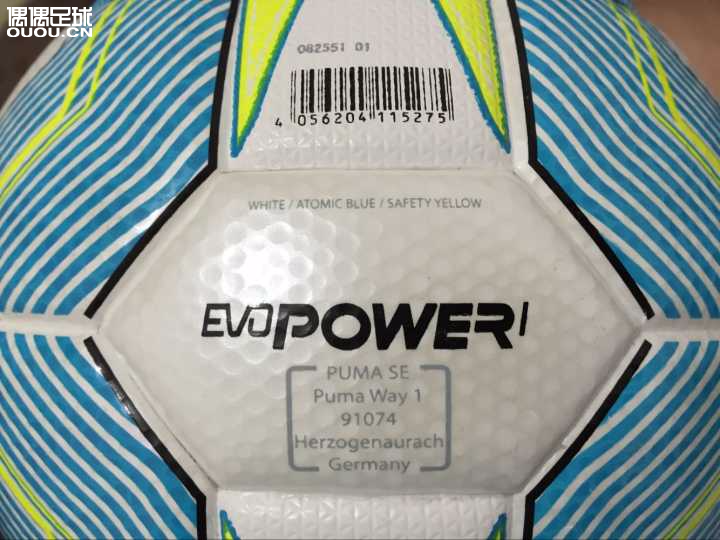 偶偶足球
OUOU.CN
082551 01
4 056204 115275
WHITE / ATOMIC BLUE / SAFETY YELLOW
EVOPOWER 1
PUMA SE
Puma Way 1
91074
Herzogenaurach
Germany